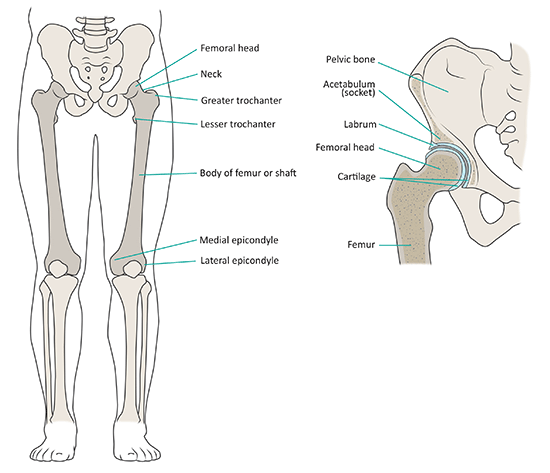 Femoral head
Neck
Greater trochanter
Lesser trochanter
Body of femur or shaft
Medial epicondyle
Lateral epicondyle
Pelvic bone
Acetabulum
(socket)
Labrum
Femoral head
Cartilage
Femur